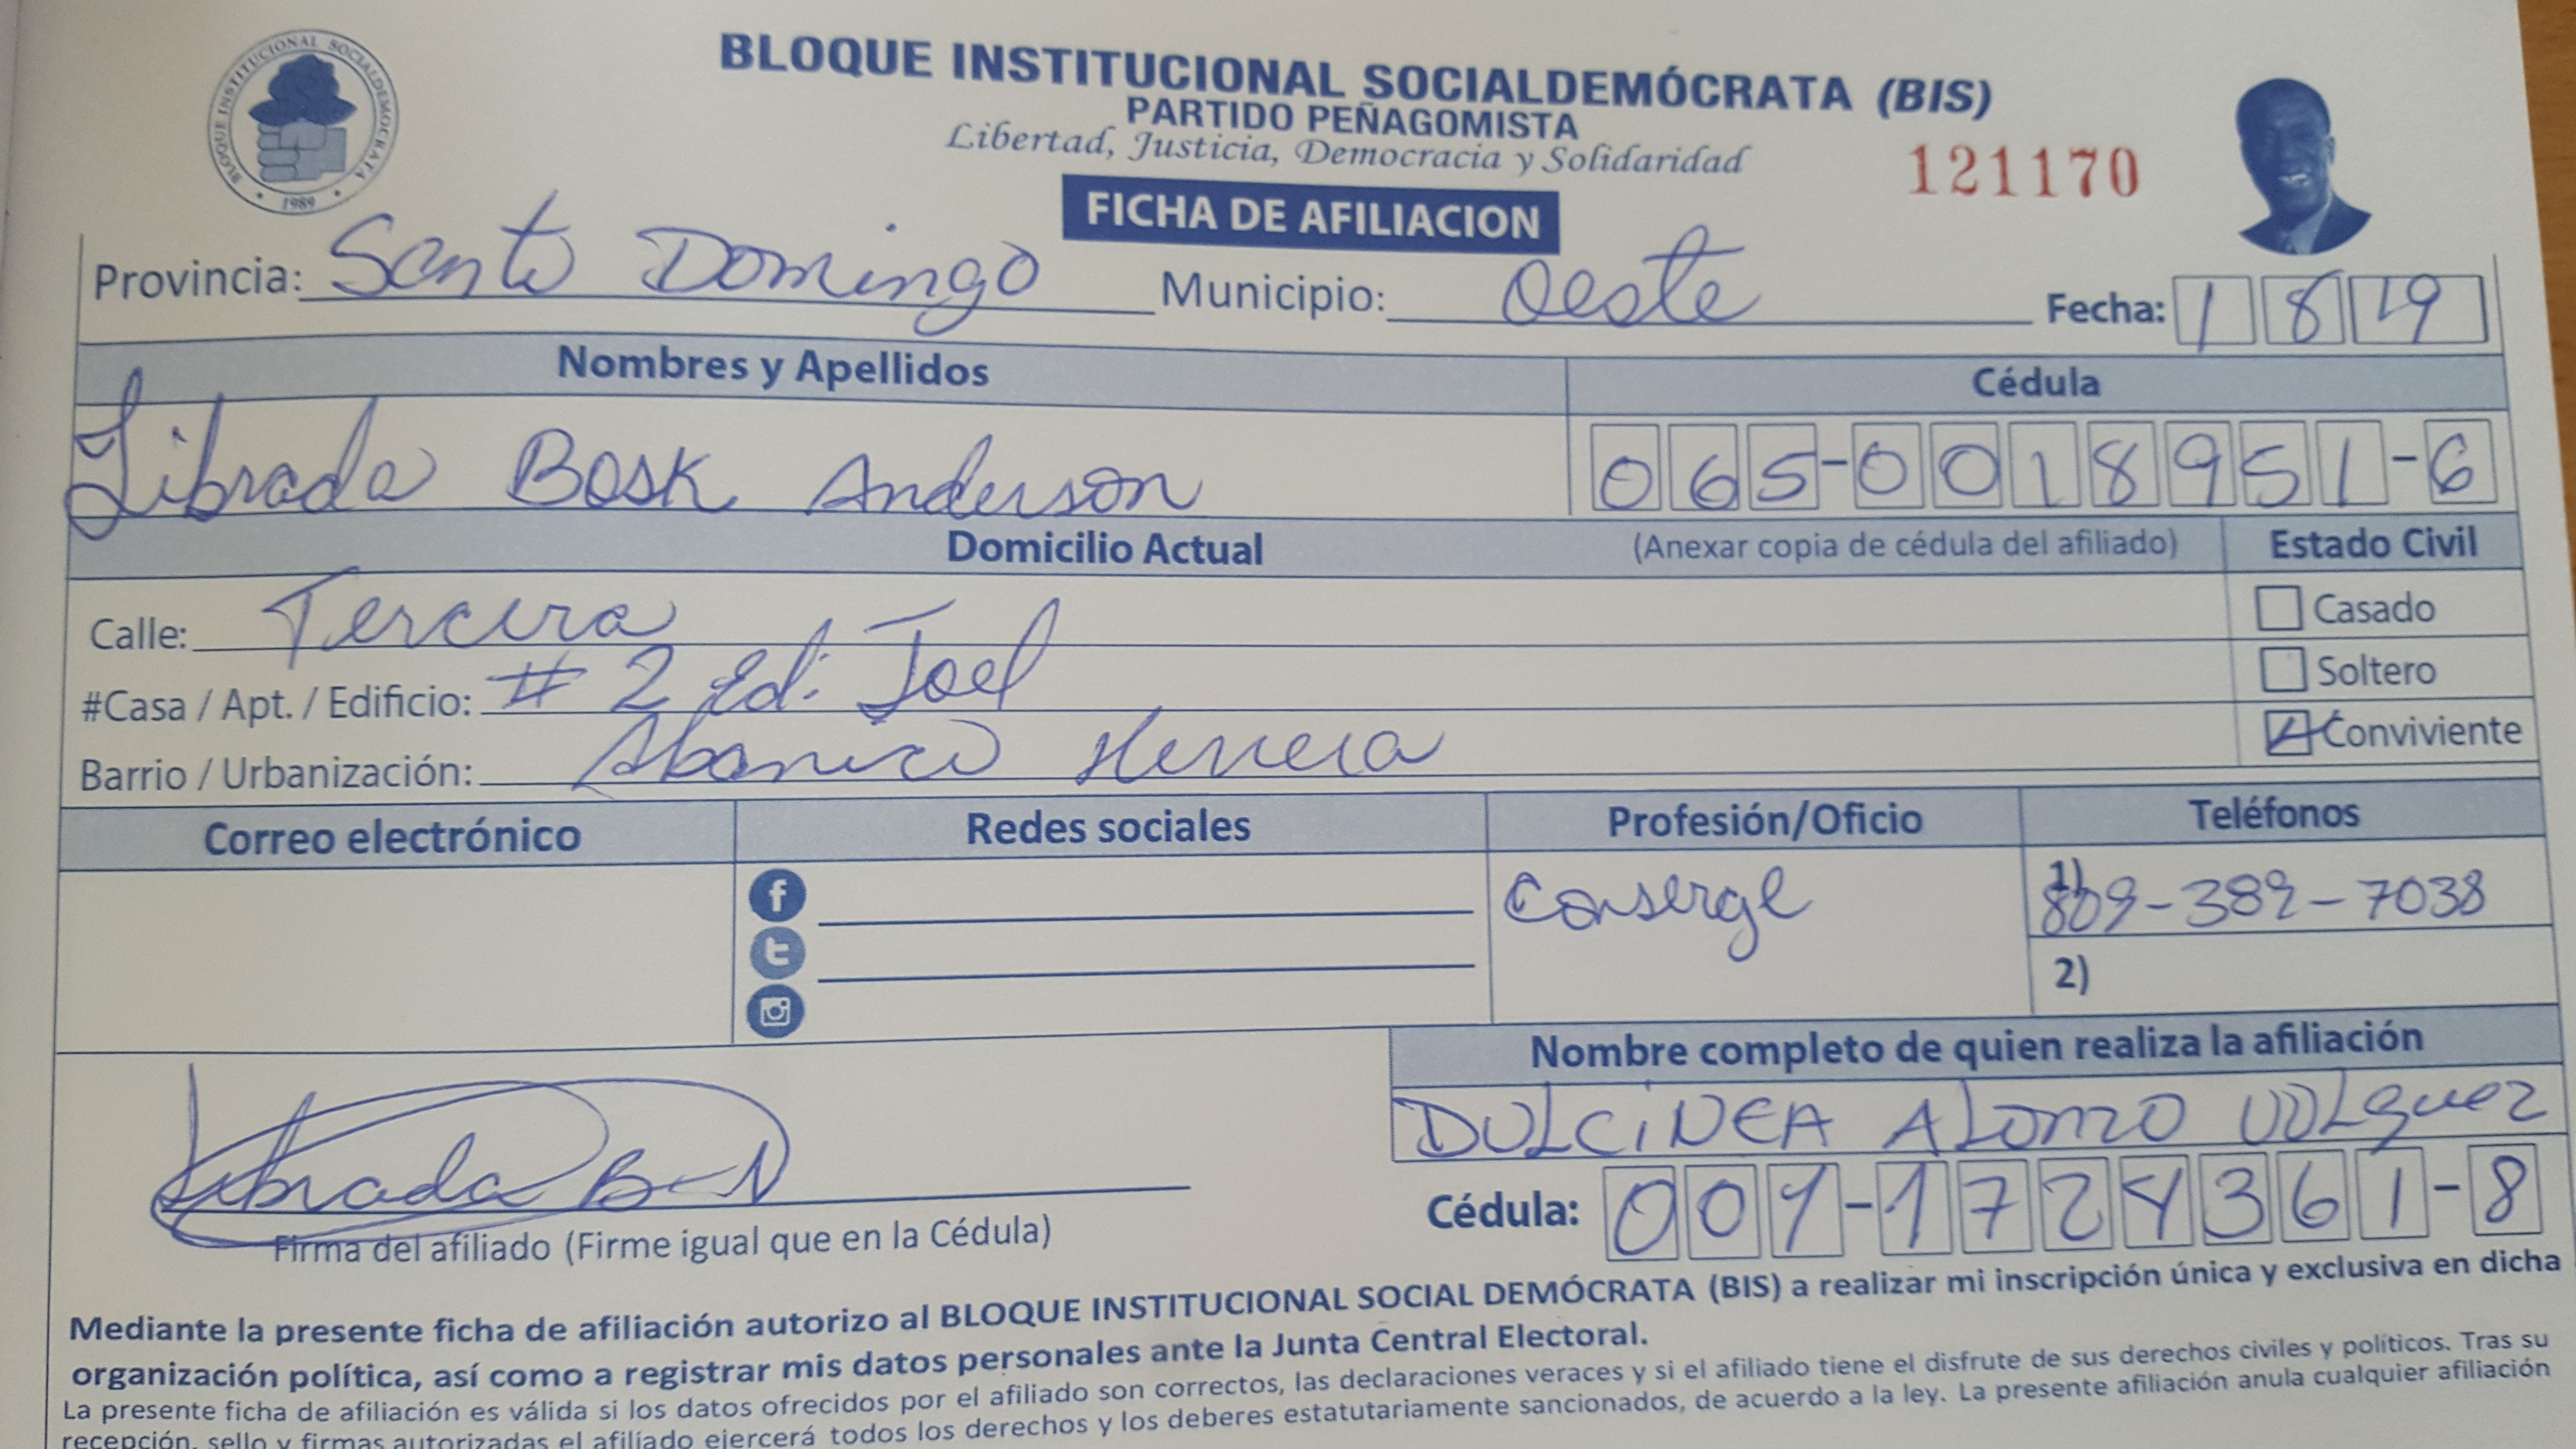 BLOQUE INSTITUCIONAL SOCIALDEMOCRATA
1989
BLOQUE INSTITUCIONAL SOCIALDEMÓCRATA (BIS)
PARTIDO PEÑAGOMISTA
Libertad, Justicia, Democracia y Solidaridad
121170
FICHA DE AFILIACION
Provincia: Santo Domingo Municipio: Oeste Fecha: 1 8 19
Nombres y Apellidos Cédula
Librada Bosk Anderson 065-0018951-6
Domicilio Actual (Anexar copia de cédula del afiliado) Estado Civil
Calle: Tercera Casado
#Casa / Apt. / Edificio: # 2 Ed: Joel Soltero
Barrio / Urbanización: Abanico Herrera Conviviente
Correo electrónico Redes sociales Profesión/Oficio Teléfonos
Conserge 1) 809-389-7038
2)
Nombre completo de quien realiza la afiliación
DULCiNEA ALonzo VOLquez
Librada
Cédula: 001-1724361-8
Firma del afiliado (Firme igual que en la Cédula)
Mediante la presente ficha de afiliación autorizo al BLOQUE INSTITUCIONAL SOCIAL DEMÓCRATA (BIS) a realizar mi inscripción única y exclusiva en dicha
organización política, así como a registrar mis datos personales ante la Junta Central Electoral.
La presente ficha de afiliación es válida si los datos ofrecidos por el afiliado son correctos, las declaraciones veraces y si el afiliado tiene el disfrute de sus derechos civiles y políticos. Tras su
recepción, sello y firmas autorizadas el afiliado ejercerá todos los derechos y los deberes estatutariamente sancionados, de acuerdo a la ley. La presente afiliación anula cualquier afiliación